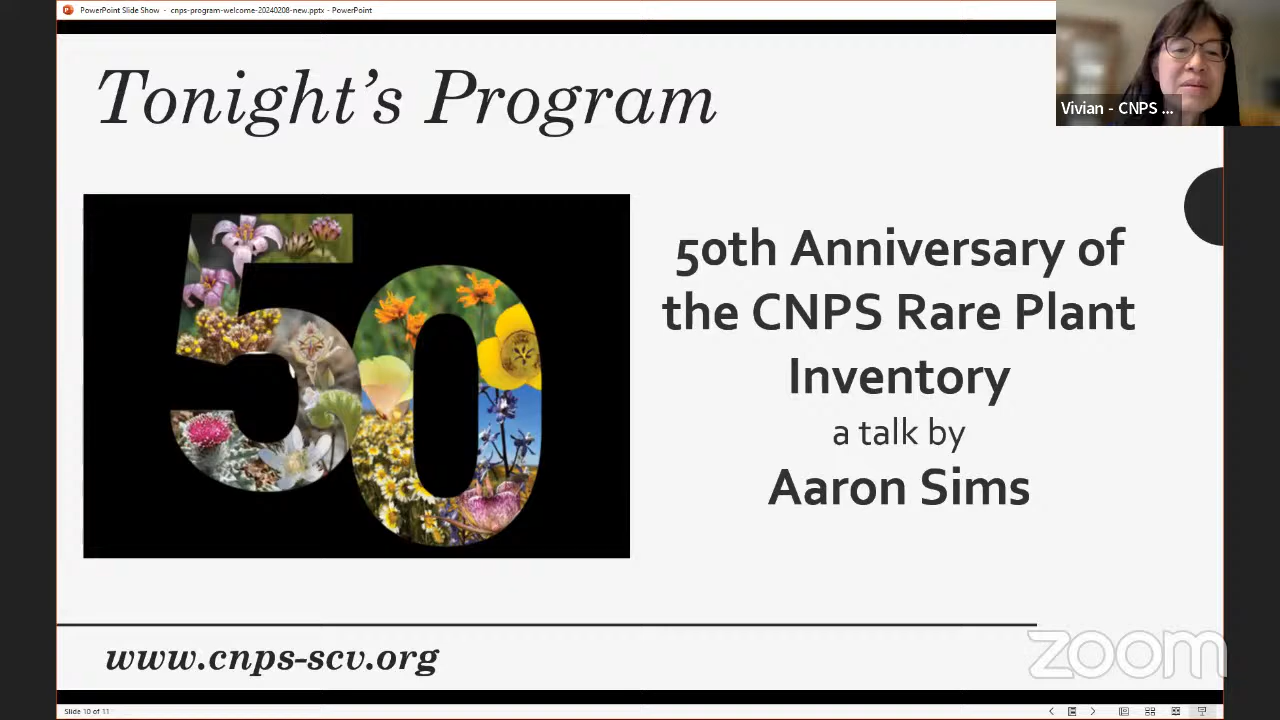 PowerPoint Slide Show - cnps-program-welcome-20240208-new.pptx - PowerPoint
Tonight's Program
Vivian - CNPS ...
50
50th Anniversary of
the CNPS Rare Plant
Inventory
a talk by
Aaron Sims
www.cnps-scv.org
zoom
Slide 10 of 11